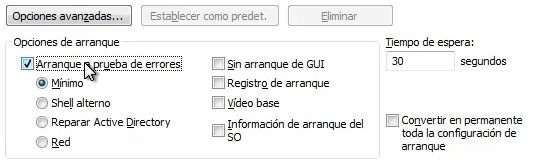 Opciones avanzadas...
Establecer como predet.
Eliminar
Opciones de arranque
Arranque a prueba de errores
Mínimo
Shell alterno
Reparar Active Directory
Red
Sin arranque de GUI
Registro de arranque
Vídeo base
Información de arranque del
SO
Tiempo de espera:
30 segundos
Convertir en permanente
toda la configuración de
arranque